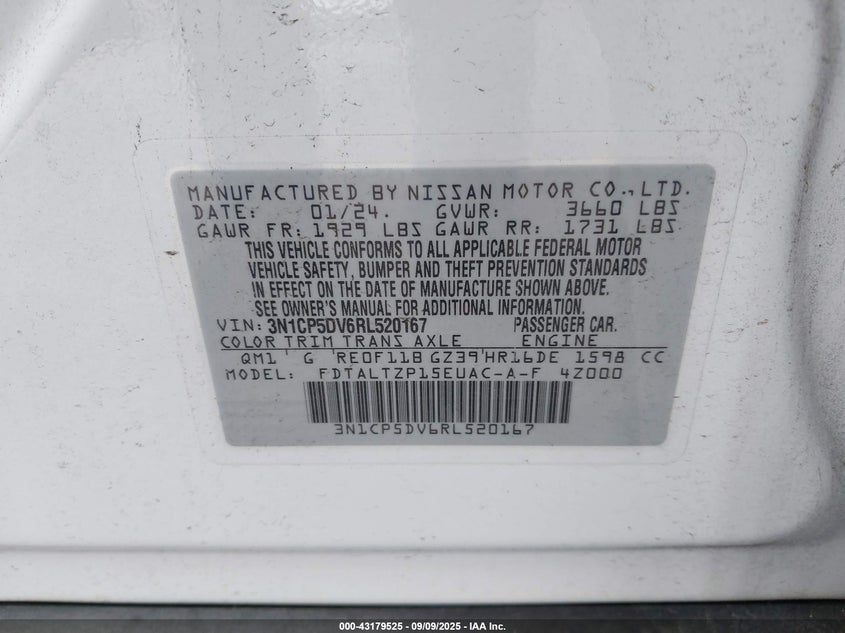 MANUFACTURED BY NISSAN MOTOR CO., LTD.
DATE: 01/24. GVWR: 3660 LBS
GAWR FR: 1929 LBS GAWR RR: 1731 LBS
THIS VEHICLE CONFORMS TO ALL APPLICABLE FEDERAL MOTOR
VEHICLE SAFETY, BUMPER AND THEFT PREVENTION STANDARDS
IN EFFECT ON THE DATE OF MANUFACTURE SHOWN ABOVE.
SEE OWNER'S MANUAL FOR ADDITIONAL INFORMATION.
VIN: 3N1CP5DV6RL520167 PASSENGER CAR.
COLOR TRIM TRANS AXLE ENGINE
QM1 G RE0F11B GZ39 HR16DE 1598 CC
MODEL: FDTALTZP15EUAC-A-F 4Z000
3N1CP5DV6RL520167
000-43179525 - 09/09/2025 - IAA Inc.